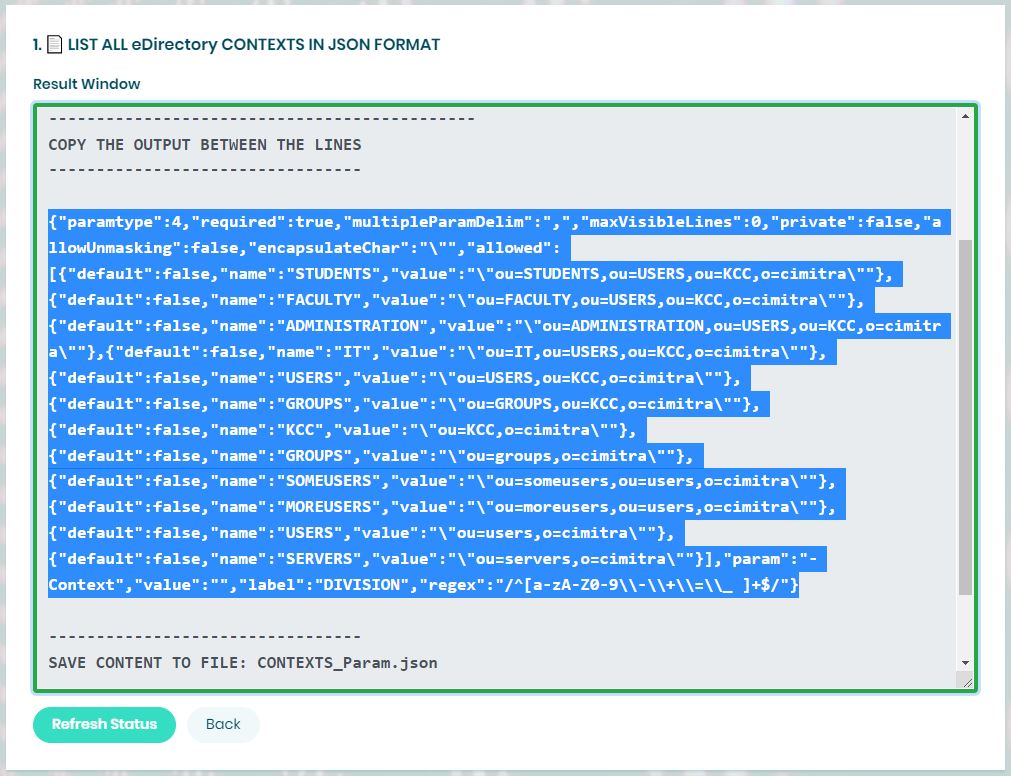 1. LIST ALL eDirectory CONTEXTS IN JSON FORMAT
Result Window
---------------------------------------------
COPY THE OUTPUT BETWEEN THE LINES
---------------------------------
{"paramtype":4,"required":true,"multipleParamDelim":",","maxVisibleLines":0,"private":false,"a
llowUnmasking":false,"encapsulateChar":"\"","allowed":
[{"default":false,"name":"STUDENTS","value":"\"ou=STUDENTS,ou=USERS,ou=KCC,o=cimitra\""},
{"default":false,"name":"FACULTY","value":"\"ou=FACULTY,ou=USERS,ou=KCC,o=cimitra\""},
{"default":false,"name":"ADMINISTRATION","value":"\"ou=ADMINISTRATION,ou=USERS,ou=KCC,o=cimitr
a\""},{"default":false,"name":"IT","value":"\"ou=IT,ou=USERS,ou=KCC,o=cimitra\""},
{"default":false,"name":"USERS","value":"\"ou=USERS,ou=KCC,o=cimitra\""},
{"default":false,"name":"GROUPS","value":"\"ou=GROUPS,ou=KCC,o=cimitra\""},
{"default":false,"name":"KCC","value":"\"ou=KCC,o=cimitra\""},
{"default":false,"name":"GROUPS","value":"\"ou=groups,o=cimitra\""},
{"default":false,"name":"SOMEUSERS","value":"\"ou=someusers,ou=users,o=cimitra\""},
{"default":false,"name":"MOREUSERS","value":"\"ou=moreusers,ou=users,o=cimitra\""},
{"default":false,"name":"USERS","value":"\"ou=users,o=cimitra\""},
{"default":false,"name":"SERVERS","value":"\"ou=servers,o=cimitra\""}],"param":"-
Context","value":"","label":"DIVISION","regex":"/^[a-zA-Z0-9\\-\\+\\=\\_ ]+$/"}
---------------------------------
SAVE CONTENT TO FILE: CONTEXTS_Param.json
Refresh Status
Back